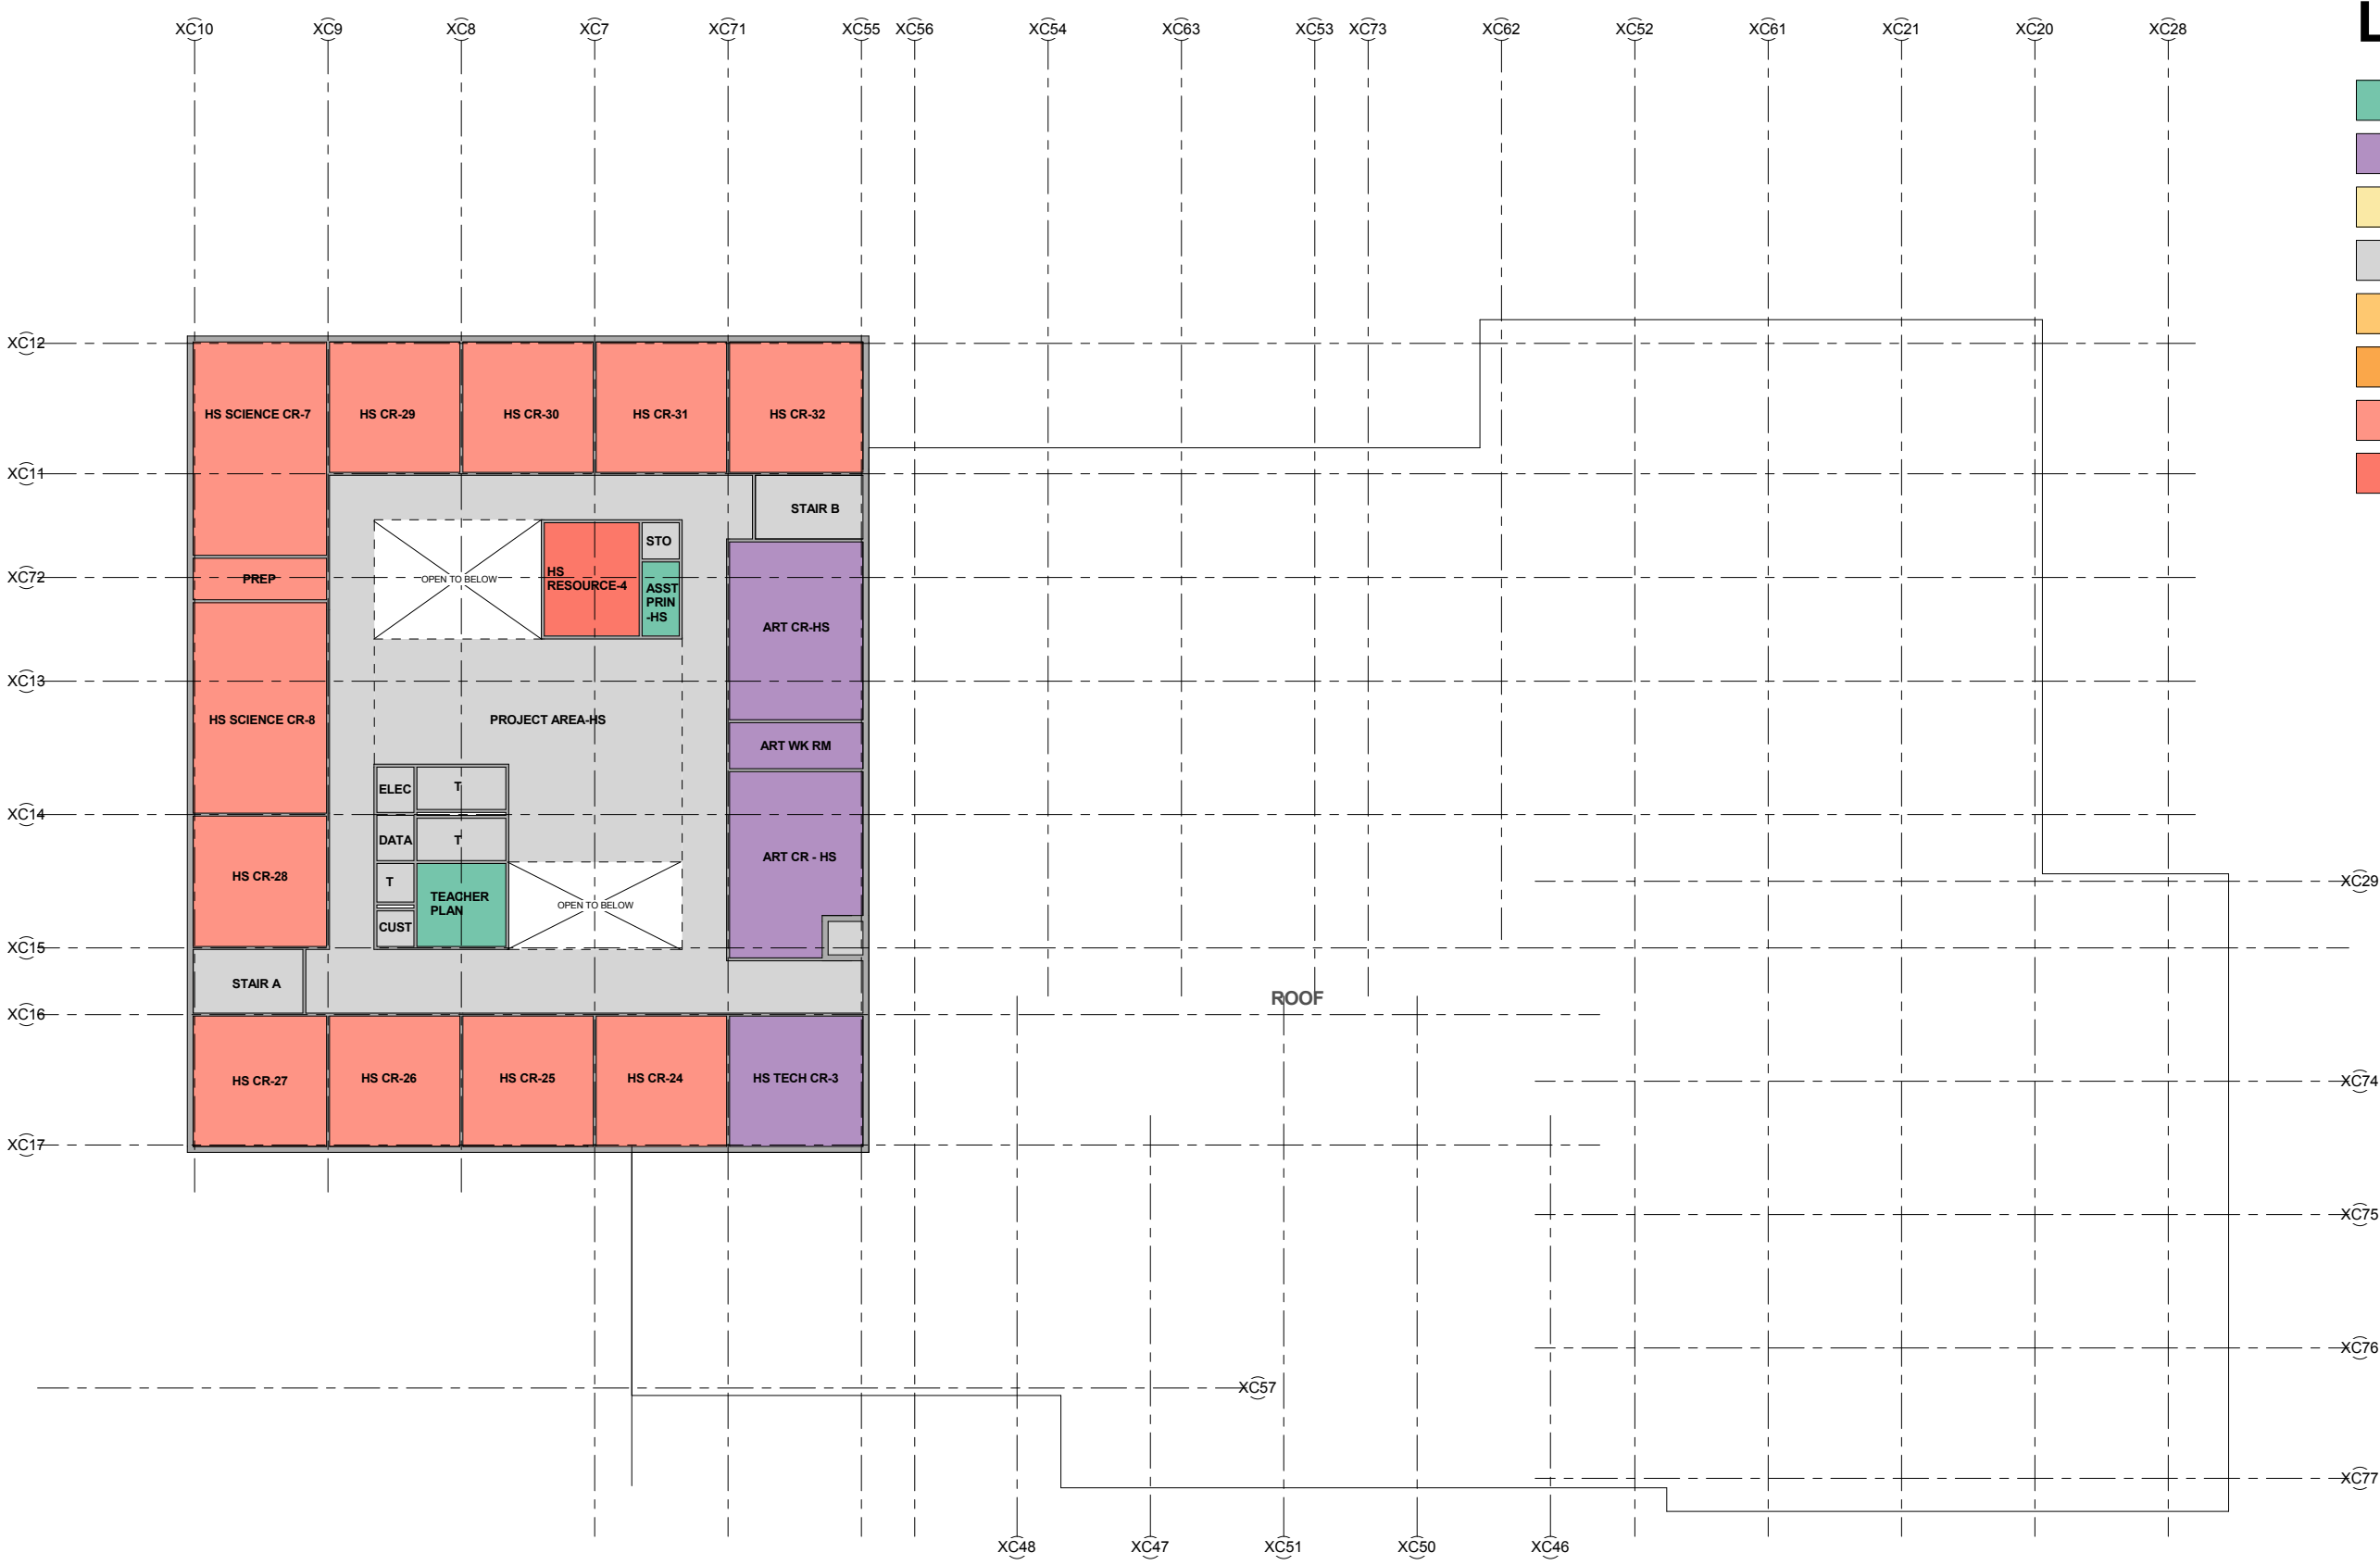 XC10 XC9 XC8 XC7 XC71 XC55 XC56 XC54 XC63 XC53 XC73 XC62 XC52 XC61 XC21 XC20 XC28
L
XC12
HS SCIENCE CR-7 HS CR-29 HS CR-30 HS CR-31 HS CR-32
XC11
STAIR B
STO
XC72
PREP
OPEN TO BELOW
HS
RESOURCE-4
ASST
PRIN
-HS
ART CR-HS
XC13
HS SCIENCE CR-8
PROJECT AREA-HS
ART WK RM
ELEC T
XC14
DATA T
ART CR - HS
HS CR-28
T
TEACHER
PLAN
OPEN TO BELOW
XC29
CUST
XC15
STAIR A
ROOF
XC16
HS CR-27 HS CR-26 HS CR-25 HS CR-24 HS TECH CR-3
XC74
XC17
XC75
XC76
XC57
XC77
XC48 XC47 XC51 XC50 XC46